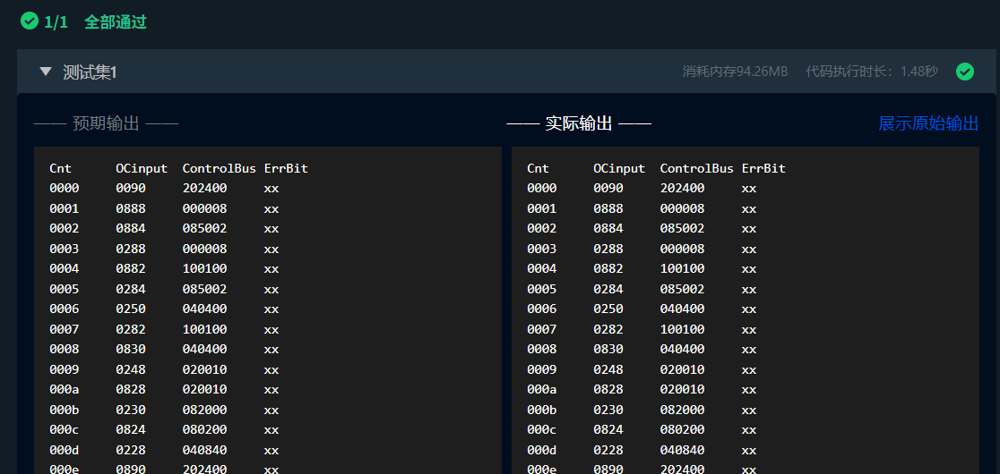 1/1 全部通过
测试集1 消耗内存94.26MB 代码执行时长：1.48秒
—— 预期输出 —— —— 实际输出 —— 展示原始输出
Cnt OCinput ControlBus ErrBit Cnt OCinput ControlBus ErrBit
0000 0090 202400 xx 0000 0090 202400 xx
0001 0888 000008 xx 0001 0888 000008 xx
0002 0884 085002 xx 0002 0884 085002 xx
0003 0288 000008 xx 0003 0288 000008 xx
0004 0882 100100 xx 0004 0882 100100 xx
0005 0284 085002 xx 0005 0284 085002 xx
0006 0250 040400 xx 0006 0250 040400 xx
0007 0282 100100 xx 0007 0282 100100 xx
0008 0830 040400 xx 0008 0830 040400 xx
0009 0248 020010 xx 0009 0248 020010 xx
000a 0828 020010 xx 000a 0828 020010 xx
000b 0230 082000 xx 000b 0230 082000 xx
000c 0824 080200 xx 000c 0824 080200 xx
000d 0228 040840 xx 000d 0228 040840 xx
000e 0890 202400 xx 000e 0890 202400 xx